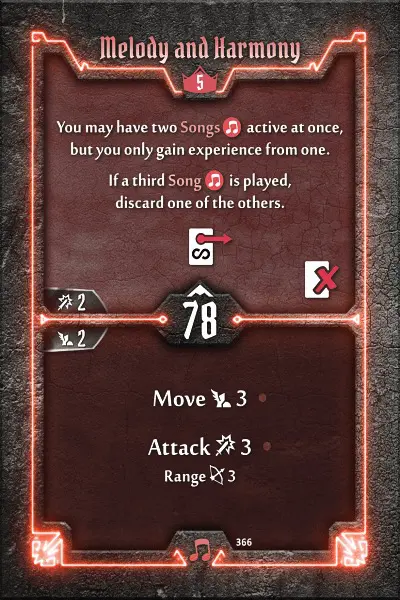 Melody and Harmony
5
You may have two Songs active at once,
but you only gain experience from one.
If a third Song is played,
discard one of the others.
2
78
2
Move 3
Attack 3
Range 3
366